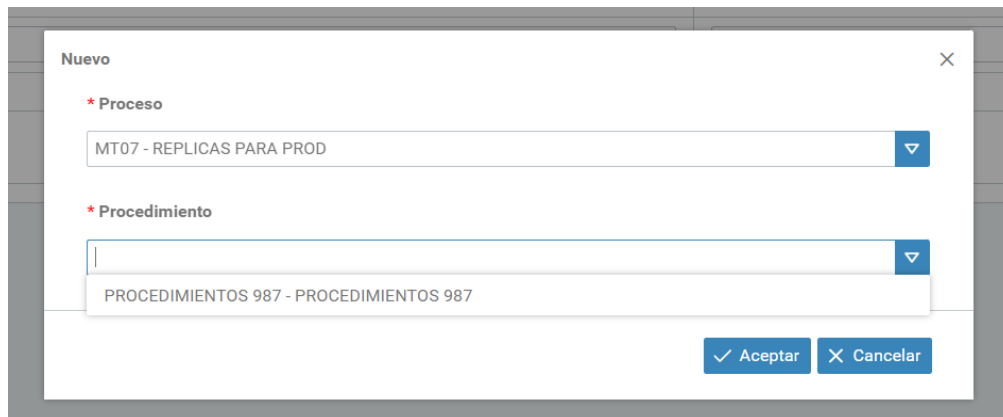 Nuevo
* Proceso
MT07 - REPLICAS PARA PROD
* Procedimiento
PROCEDIMIENTOS 987 - PROCEDIMIENTOS 987
Aceptar
Cancelar